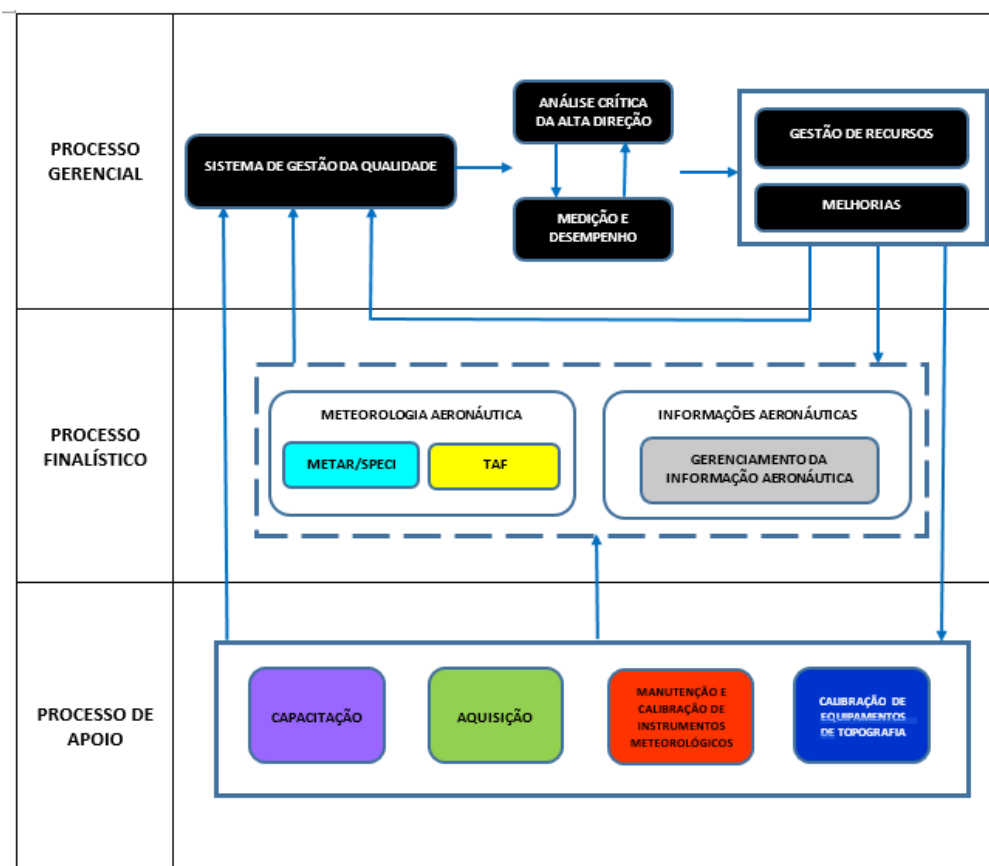 PROCESSO
GERENCIAL
SISTEMA DE GESTÃO DA QUALIDADE
ANÁLISE CRÍTICA
DA ALTA DIREÇÃO
MEDIÇÃO E
DESEMPENHO
GESTÃO DE RECURSOS
MELHORIAS
PROCESSO
FINALÍSTICO
METEOROLOGIA AERONÁUTICA
METAR/SPECI
TAF
INFORMAÇÕES AERONÁUTICAS
GERENCIAMENTO DA
INFORMAÇÃO AERONÁUTICA
PROCESSO DE
APOIO
CAPACITAÇÃO
AQUISIÇÃO
MANUTENÇÃO E
CALIBRAÇÃO DE
INSTRUMENTOS
METEOROLÓGICOS
CALIBRAÇÃO DE
EQUIPAMENTOS
DE TOPOGRAFIA